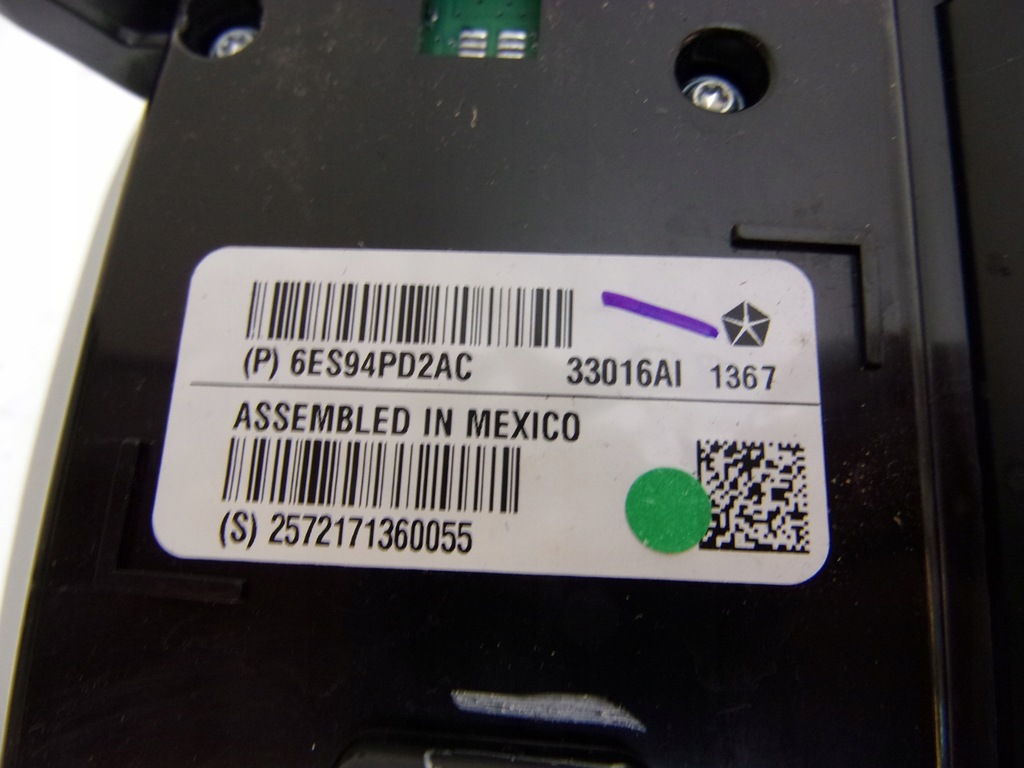 (P) 6ES94PD2AC 33016AI 1367
ASSEMBLED IN MEXICO
(S) 2572171360055